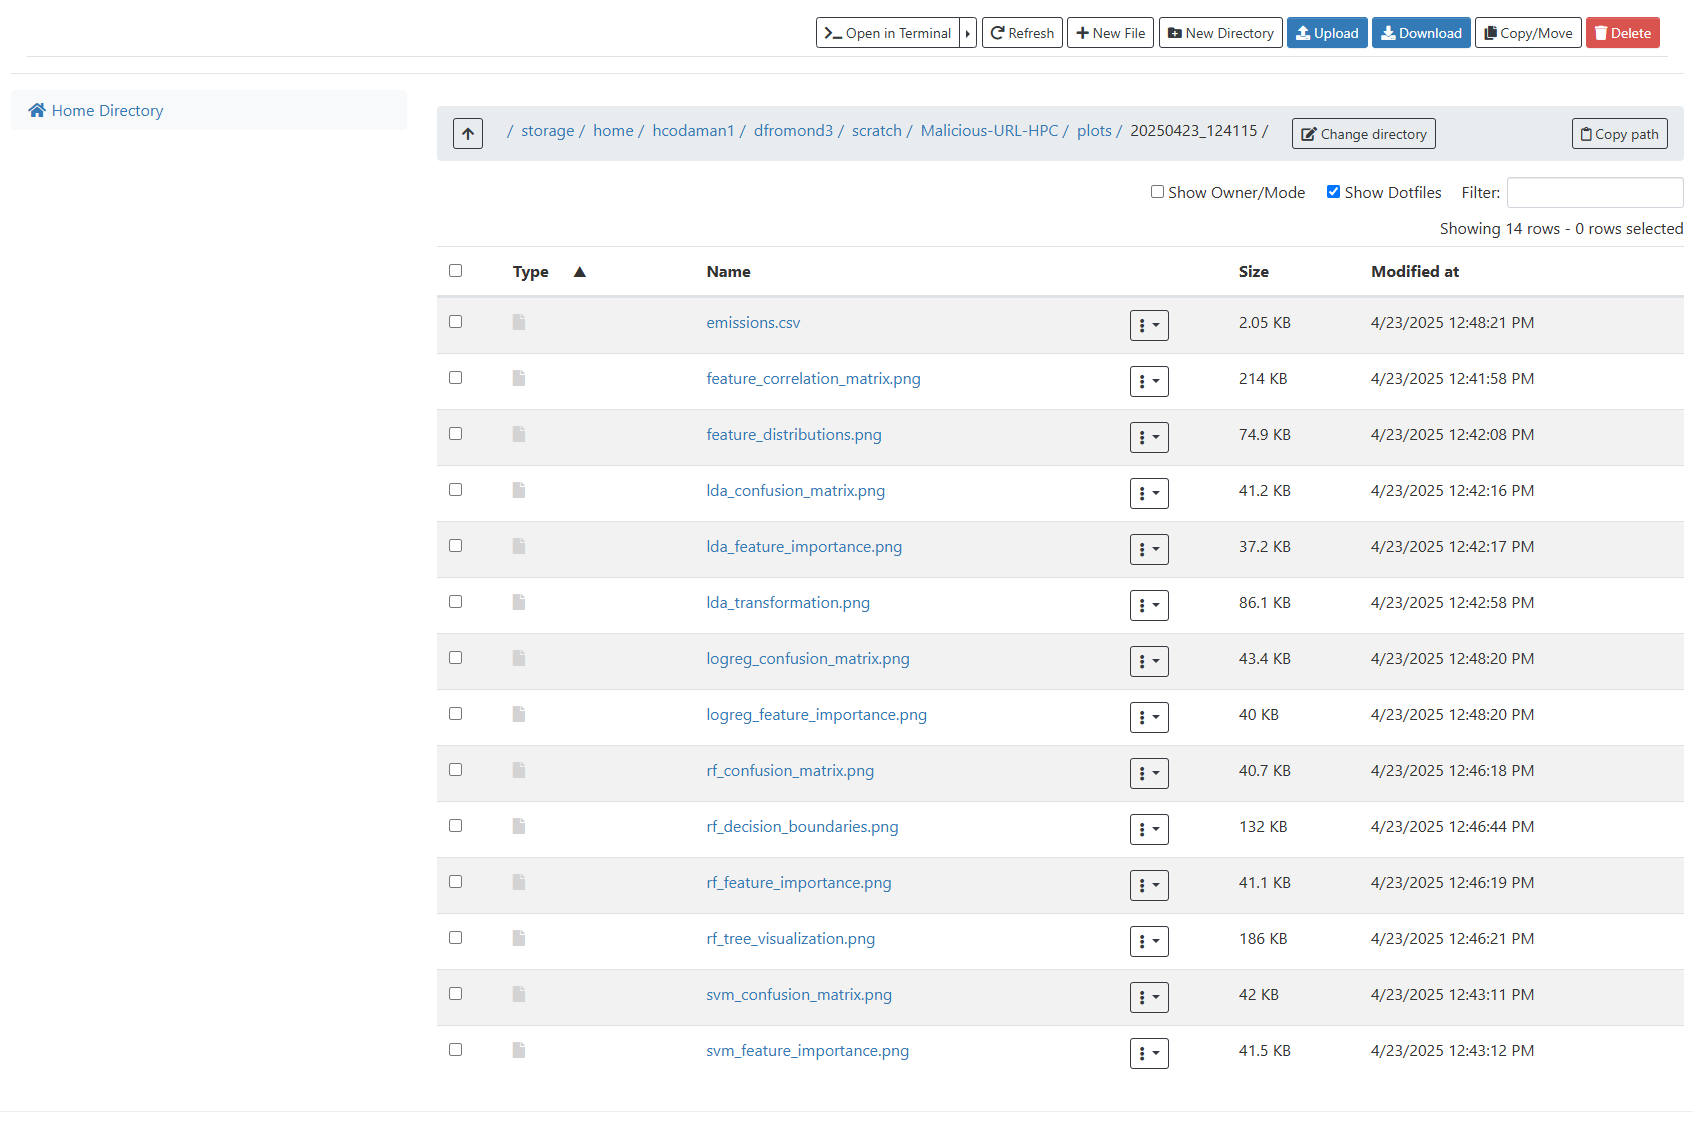 Open in Terminal Refresh New File New Directory Upload Download Copy/Move Delete
Home Directory
/ storage / home / hcodaman1 / dfromond3 / scratch / Malicious-URL-HPC / plots / 20250423_124115 / Change directory Copy path
Show Owner/Mode Show Dotfiles Filter:
Showing 14 rows - 0 rows selected
Type Name Size Modified at
emissions.csv 2.05 KB 4/23/2025 12:48:21 PM
feature_correlation_matrix.png 214 KB 4/23/2025 12:41:58 PM
feature_distributions.png 74.9 KB 4/23/2025 12:42:08 PM
lda_confusion_matrix.png 41.2 KB 4/23/2025 12:42:16 PM
lda_feature_importance.png 37.2 KB 4/23/2025 12:42:17 PM
lda_transformation.png 86.1 KB 4/23/2025 12:42:58 PM
logreg_confusion_matrix.png 43.4 KB 4/23/2025 12:48:20 PM
logreg_feature_importance.png 40 KB 4/23/2025 12:48:20 PM
rf_confusion_matrix.png 40.7 KB 4/23/2025 12:46:18 PM
rf_decision_boundaries.png 132 KB 4/23/2025 12:46:44 PM
rf_feature_importance.png 41.1 KB 4/23/2025 12:46:19 PM
rf_tree_visualization.png 186 KB 4/23/2025 12:46:21 PM
svm_confusion_matrix.png 42 KB 4/23/2025 12:43:11 PM
svm_feature_importance.png 41.5 KB 4/23/2025 12:43:12 PM